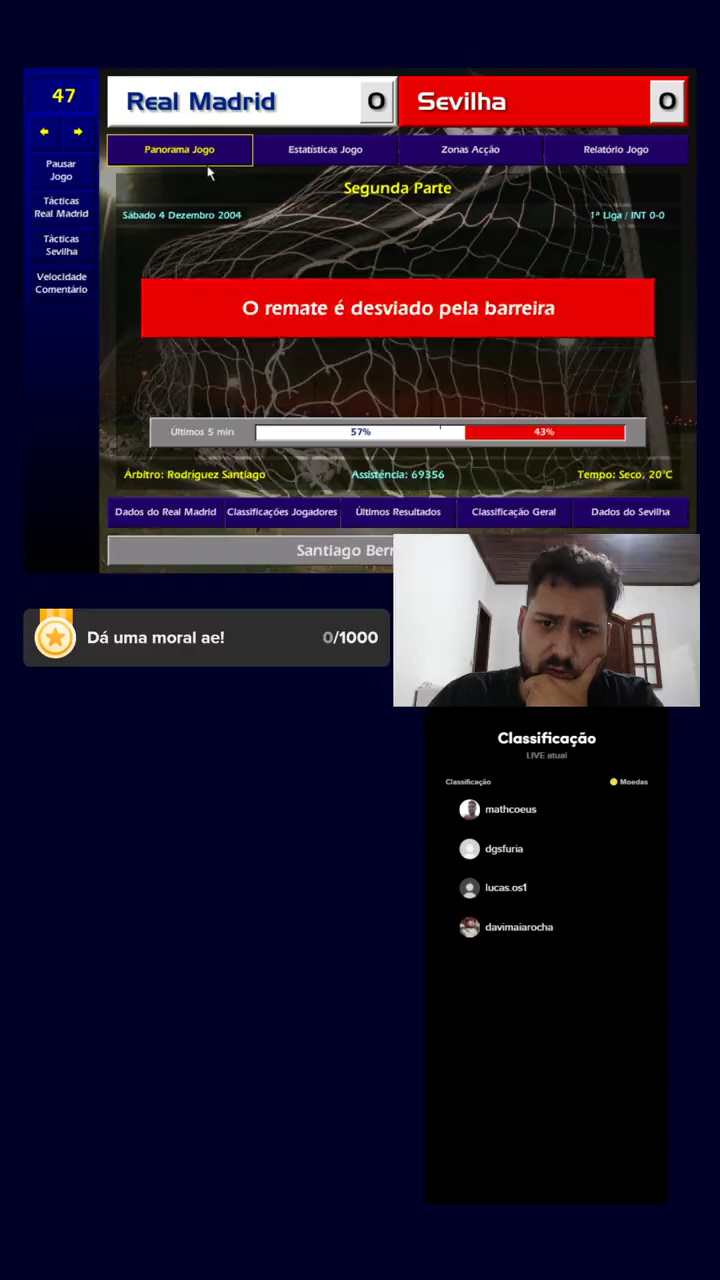 47
Real Madrid 0
Sevilha 0
Pausar
Jogo
Tácticas
Real Madrid
Tácticas
Sevilha
Velocidade
Comentário
Panorama Jogo
Estatísticas Jogo
Zonas Acção
Relatório Jogo
Segunda Parte
Sábado 4 Dezembro 2004
1ª Liga / INT 0-0
O remate é desviado pela barreira
Últimos 5 min
57%
43%
Árbitro: Rodríguez Santiago
Assistência: 69356
Tempo: Seco, 20°C
Dados do Real Madrid
Classificações Jogadores
Últimos Resultados
Classificação Geral
Dados do Sevilha
Santiago Bern
Dá uma moral ae!
0/1000
Classificação
LIVE atual
Classificação
Moedas
mathcoeus
dgsfuria
lucas.os1
davimaiarocha